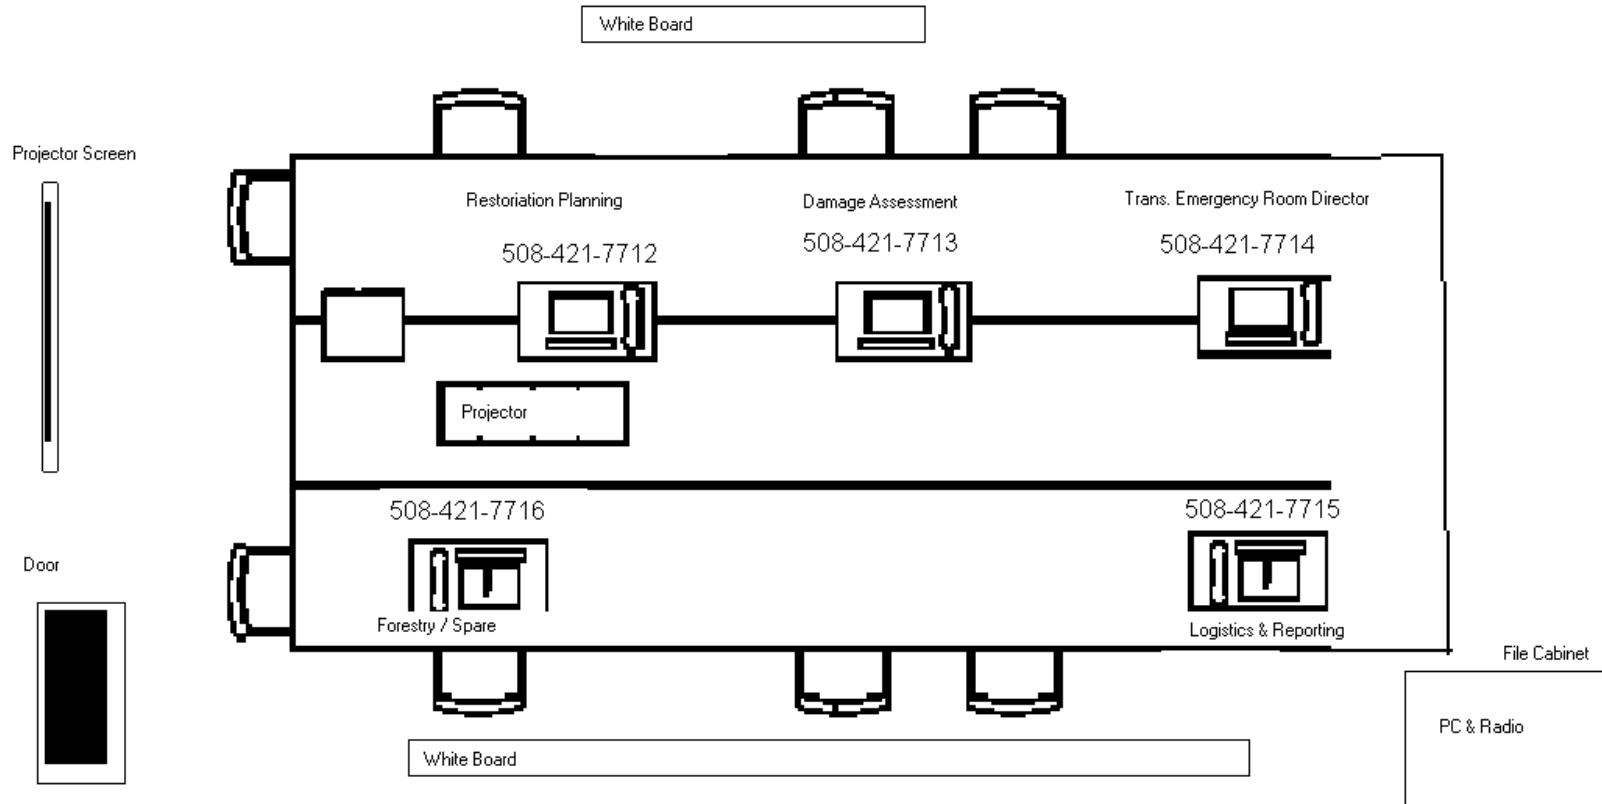 White Board
Projector Screen
Restoriation Planning
Damage Assessment
Trans. Emergency Room Director
508-421-7712
508-421-7713
508-421-7714
Projector
508-421-7716
508-421-7715
Door
Forestry / Spare
Logistics & Reporting
File Cabinet
PC & Radio
White Board